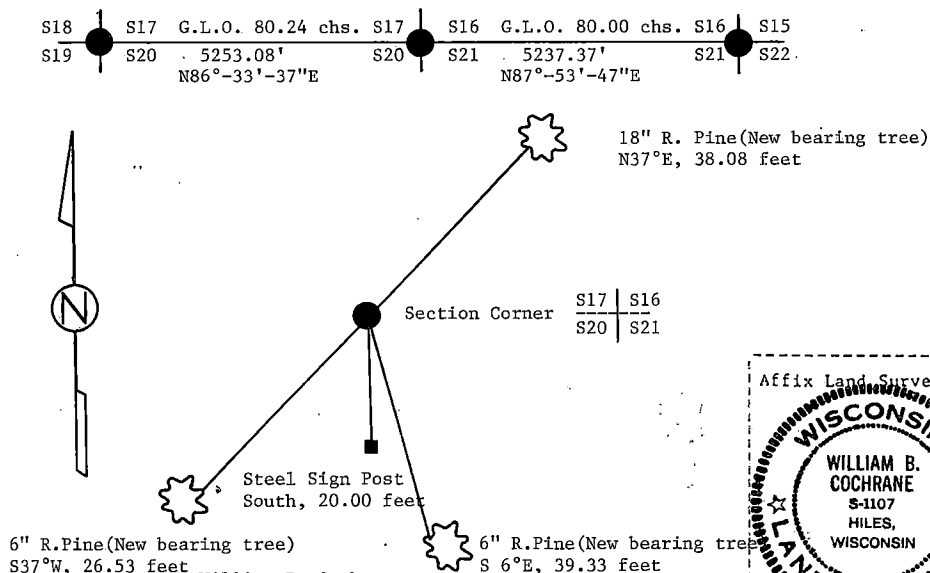 S18 S17 G.L.O. 80.24 chs. S17 S16 G.L.O. 80.00 chs. S16 S15
S19 S20 5253.08' S20 S21 5237.37' S21 S22
N86°-33'-37"E N87°-53'-47"E
18" R. Pine(New bearing tree)
N37°E, 38.08 feet
N
Section Corner
S17 S16
S20 S21
Affix Land
WISCONSIN
WILLIAM B.
COCHRANE
S-1107
HILES,
WISCONSIN
Steel Sign Post
South, 20.00 feet
6" R.Pine(New bearing tree)
S37°W, 26.53 feet
6" R.Pine(New bearing tree
S 6°E, 39.33 feet